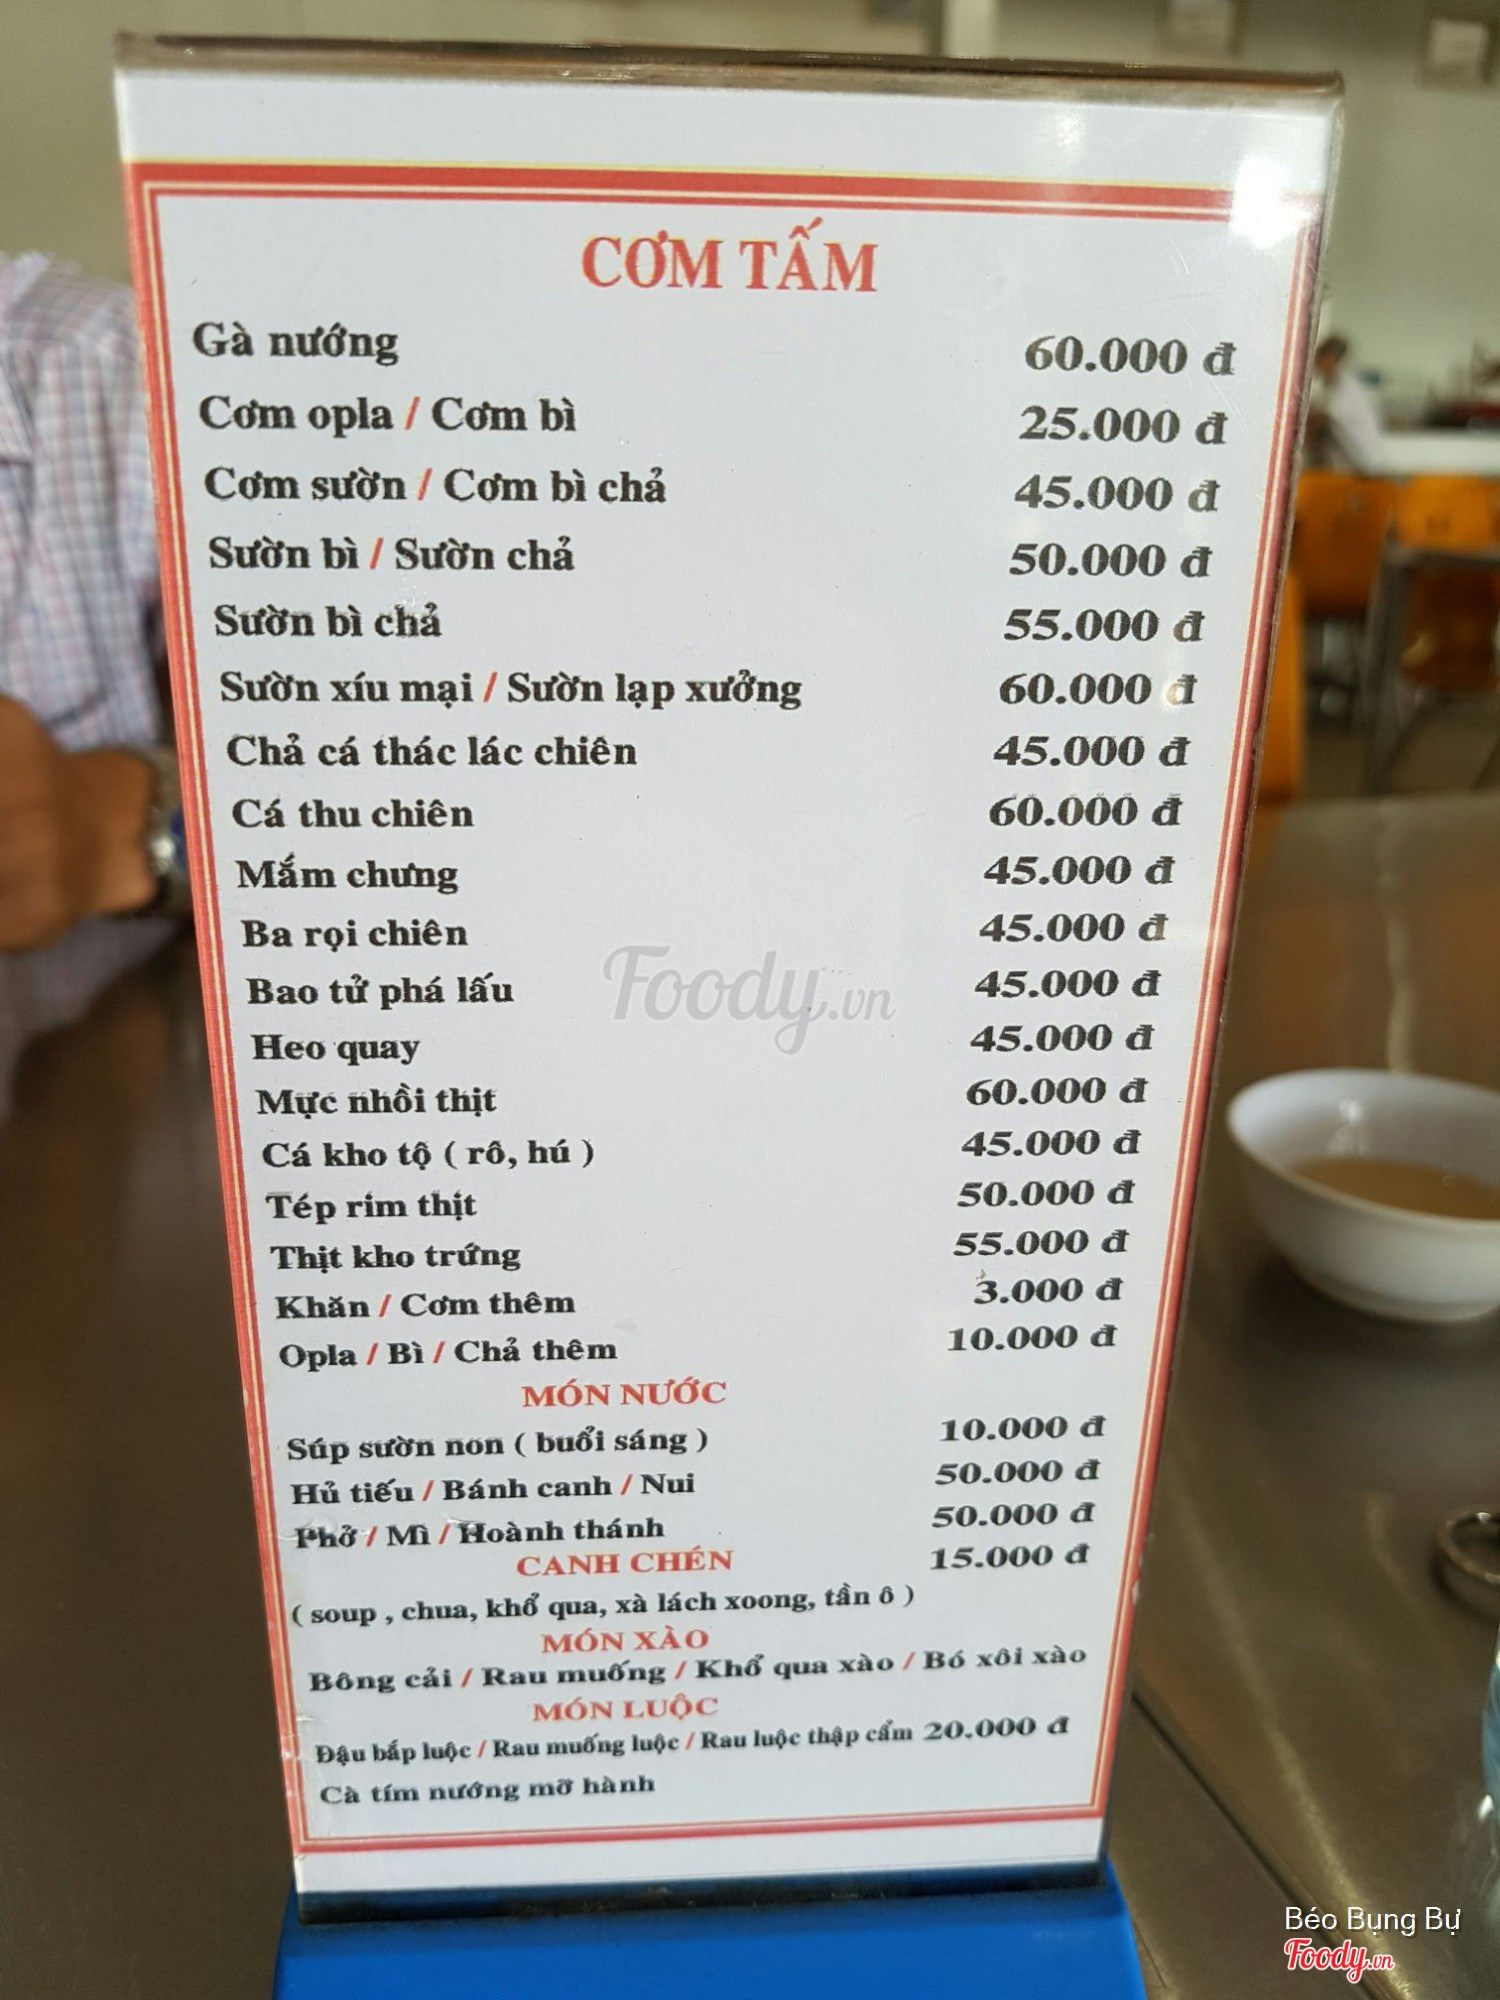 CƠM TẤM
Gà nướng 60.000 đ
Cơm opla / Cơm bì 25.000 đ
Cơm sườn / Cơm bì chả 45.000 đ
Sườn bì / Sườn chả 50.000 đ
Sườn bì chả 55.000 đ
Sườn xíu mại / Sườn lạp xưởng 60.000 đ
Chả cá thác lác chiên 45.000 đ
Cá thu chiên 60.000 đ
Mắm chưng 45.000 đ
Ba rọi chiên 45.000 đ
Bao tử phá lấu 45.000 đ
Heo quay 45.000 đ
Mực nhồi thịt 60.000 đ
Cá kho tộ ( rô, hú ) 45.000 đ
Tép rim thịt 50.000 đ
Thịt kho trứng 55.000 đ
Khăn / Cơm thêm 3.000 đ
Opla / Bì / Chả thêm 10.000 đ
MÓN NƯỚC
Súp sườn non ( buổi sáng ) 10.000 đ
Hủ tiếu / Bánh canh / Nui 50.000 đ
Phở / Mì / Hoành thánh 50.000 đ
CANH CHÉN 15.000 đ
( soup , chua, khổ qua, xà lách xoong, tần ô )
MÓN XÀO
Bông cải / Rau muống / Khổ qua xào / Bó xôi xào
MÓN LUỘC
Đậu bắp luộc / Rau muống luộc / Rau luộc thập cẩm 20.000 đ
Cà tím nướng mỡ hành
Foody.vn
Béo Bụng Bự
Foody.vn